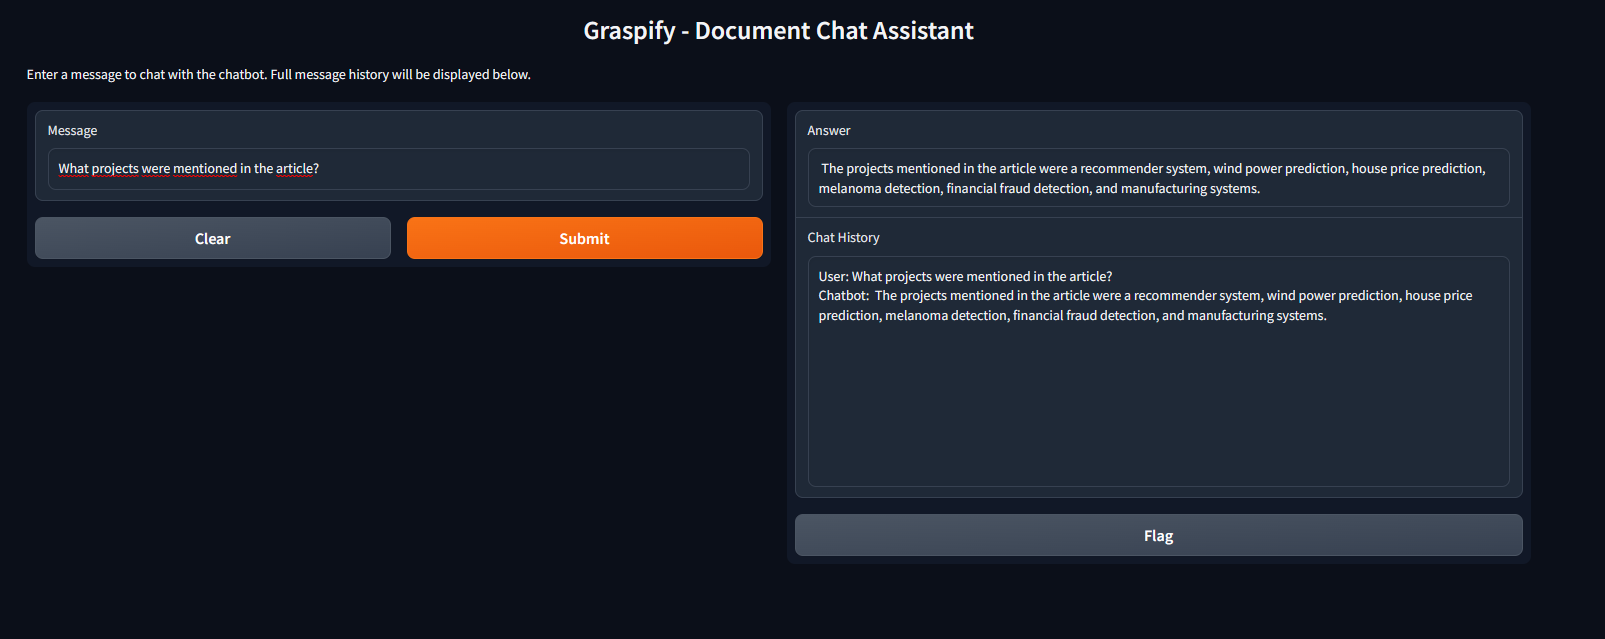 Graspify - Document Chat Assistant
Enter a message to chat with the chatbot. Full message history will be displayed below.
Message
What projects were mentioned in the article?
Clear
Submit
Answer
The projects mentioned in the article were a recommender system, wind power prediction, house price prediction,
melanoma detection, financial fraud detection, and manufacturing systems.
Chat History
User: What projects were mentioned in the article?
Chatbot:  The projects mentioned in the article were a recommender system, wind power prediction, house price
prediction, melanoma detection, financial fraud detection, and manufacturing systems.
Flag